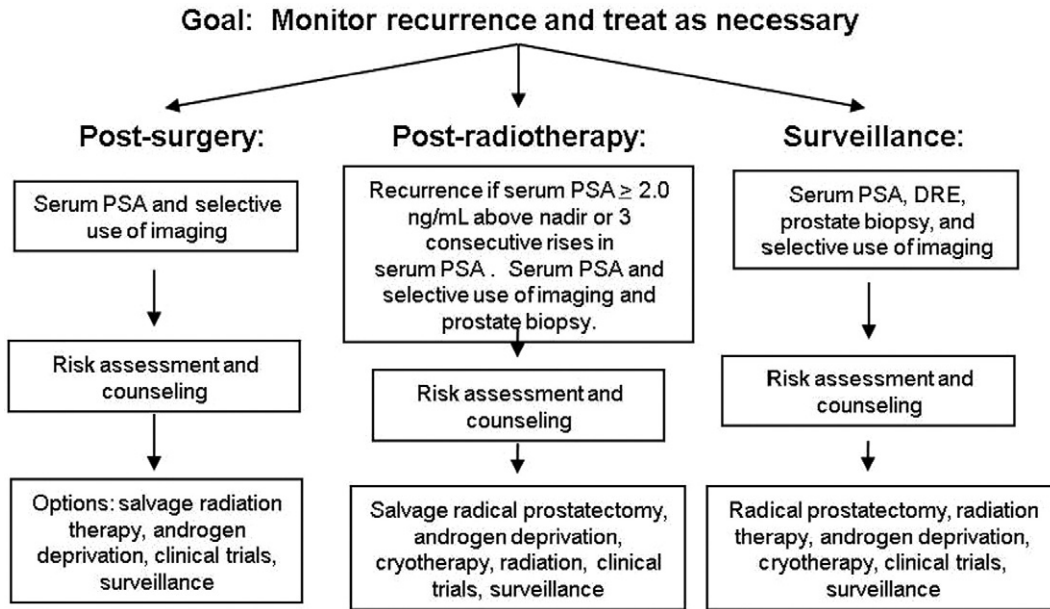 Goal:  Monitor recurrence and treat as necessary
Post-surgery:
Serum PSA and selective
use of imaging
Risk assessment and
counseling
Options: salvage radiation
therapy, androgen
deprivation, clinical trials,
surveillance
Post-radiotherapy:
Recurrence if serum PSA ≥ 2.0
ng/mL above nadir or 3
consecutive rises in
serum PSA .  Serum PSA and
selective use of imaging and
prostate biopsy.
Risk assessment and
counseling
Salvage radical prostatectomy,
androgen deprivation,
cryotherapy, radiation,  clinical
trials, surveillance
Surveillance:
Serum PSA, DRE,
prostate biopsy, and
selective use of imaging
Risk assessment and
counseling
Radical prostatectomy, radiation
therapy, androgen deprivation,
cryotherapy, clinical trials,
surveillance